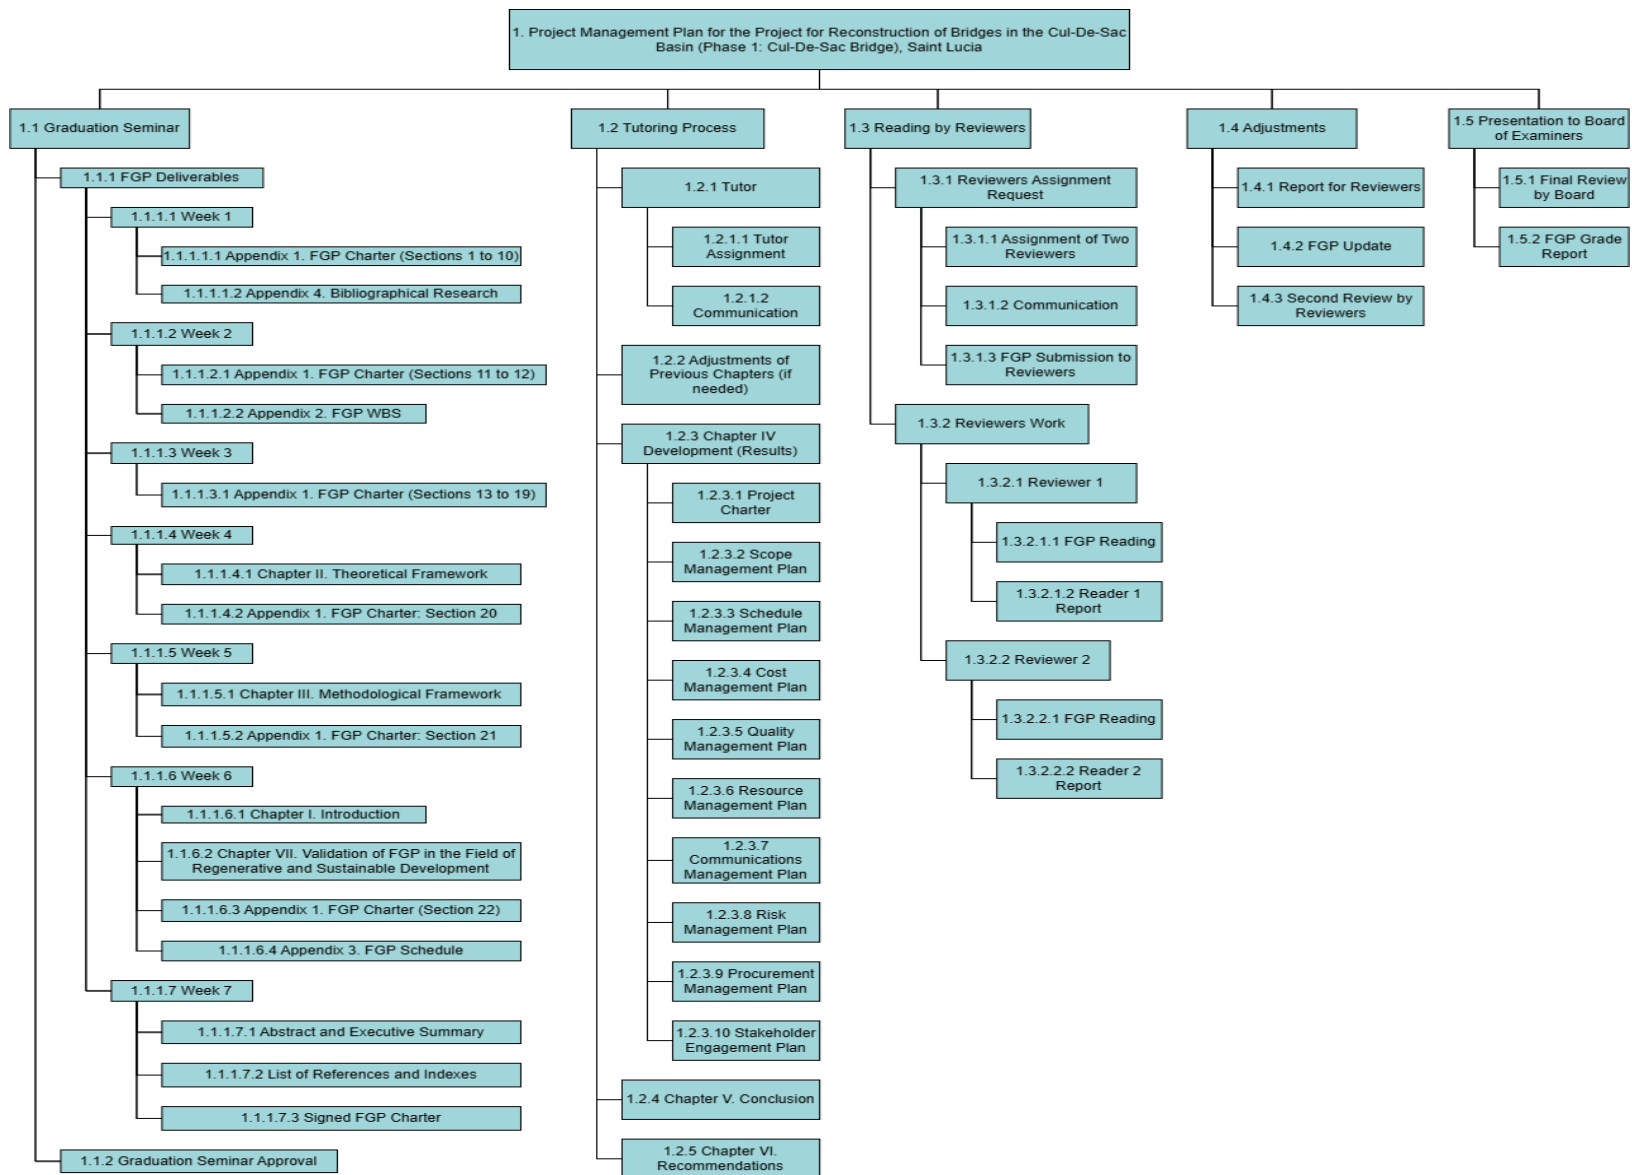 1. Project Management Plan for the Project for Reconstruction of Bridges in the Cul-De-Sac
Basin (Phase 1: Cul-De-Sac Bridge), Saint Lucia
1.1 Graduation Seminar
1.1.1 FGP Deliverables
1.1.1.1 Week 1
1.1.1.1.1 Appendix 1. FGP Charter (Sections 1 to 10)
1.1.1.1.2 Appendix 4. Bibliographical Research
1.1.1.2 Week 2
1.1.1.2.1 Appendix 1. FGP Charter (Sections 11 to 12)
1.1.1.2.2 Appendix 2. FGP WBS
1.1.1.3 Week 3
1.1.1.3.1 Appendix 1. FGP Charter (Sections 13 to 19)
1.1.1.4 Week 4
1.1.1.4.1 Chapter II. Theoretical Framework
1.1.1.4.2 Appendix 1. FGP Charter: Section 20
1.1.1.5 Week 5
1.1.1.5.1 Chapter III. Methodological Framework
1.1.1.5.2 Appendix 1. FGP Charter: Section 21
1.1.1.6 Week 6
1.1.1.6.1 Chapter I. Introduction
1.1.6.2 Chapter VII. Validation of FGP in the Field of
Regenerative and Sustainable Development
1.1.1.6.3 Appendix 1. FGP Charter (Section 22)
1.1.1.6.4 Appendix 3. FGP Schedule
1.1.1.7 Week 7
1.1.1.7.1 Abstract and Executive Summary
1.1.1.7.2 List of References and Indexes
1.1.1.7.3 Signed FGP Charter
1.1.2 Graduation Seminar Approval
1.2 Tutoring Process
1.2.1 Tutor
1.2.1.1 Tutor
Assignment
1.2.1.2
Communication
1.2.2 Adjustments of
Previous Chapters (if
needed)
1.2.3 Chapter IV
Development (Results)
1.2.3.1 Project
Charter
1.2.3.2 Scope
Management Plan
1.2.3.3 Schedule
Management Plan
1.2.3.4 Cost
Management Plan
1.2.3.5 Quality
Management Plan
1.2.3.6 Resource
Management Plan
1.2.3.7
Communications
Management Plan
1.2.3.8 Risk
Management Plan
1.2.3.9 Procurement
Management Plan
1.2.3.10 Stakeholder
Engagement Plan
1.2.4 Chapter V. Conclusion
1.2.5 Chapter VI.
Recommendations
1.3 Reading by Reviewers
1.3.1 Reviewers Assignment
Request
1.3.1.1 Assignment of Two
Reviewers
1.3.1.2 Communication
1.3.1.3 FGP Submission to
Reviewers
1.3.2 Reviewers Work
1.3.2.1 Reviewer 1
1.3.2.1.1 FGP Reading
1.3.2.1.2 Reader 1
Report
1.3.2.2 Reviewer 2
1.3.2.2.1 FGP Reading
1.3.2.2.2 Reader 2
Report
1.4 Adjustments
1.4.1 Report for Reviewers
1.4.2 FGP Update
1.4.3 Second Review by
Reviewers
1.5 Presentation to Board
of Examiners
1.5.1 Final Review
by Board
1.5.2 FGP Grade
Report